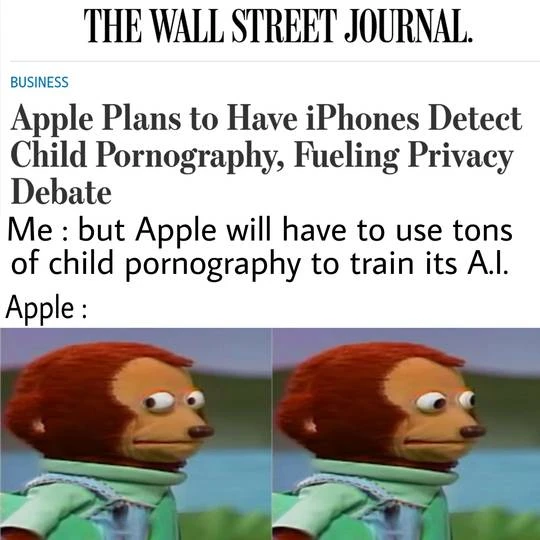 THE WALL STREET JOURNAL.
BUSINESS
Apple Plans to Have iPhones Detect
Child Pornography, Fueling Privacy
Debate
Me : but Apple will have to use tons
of child pornography to train its A.I.
Apple :